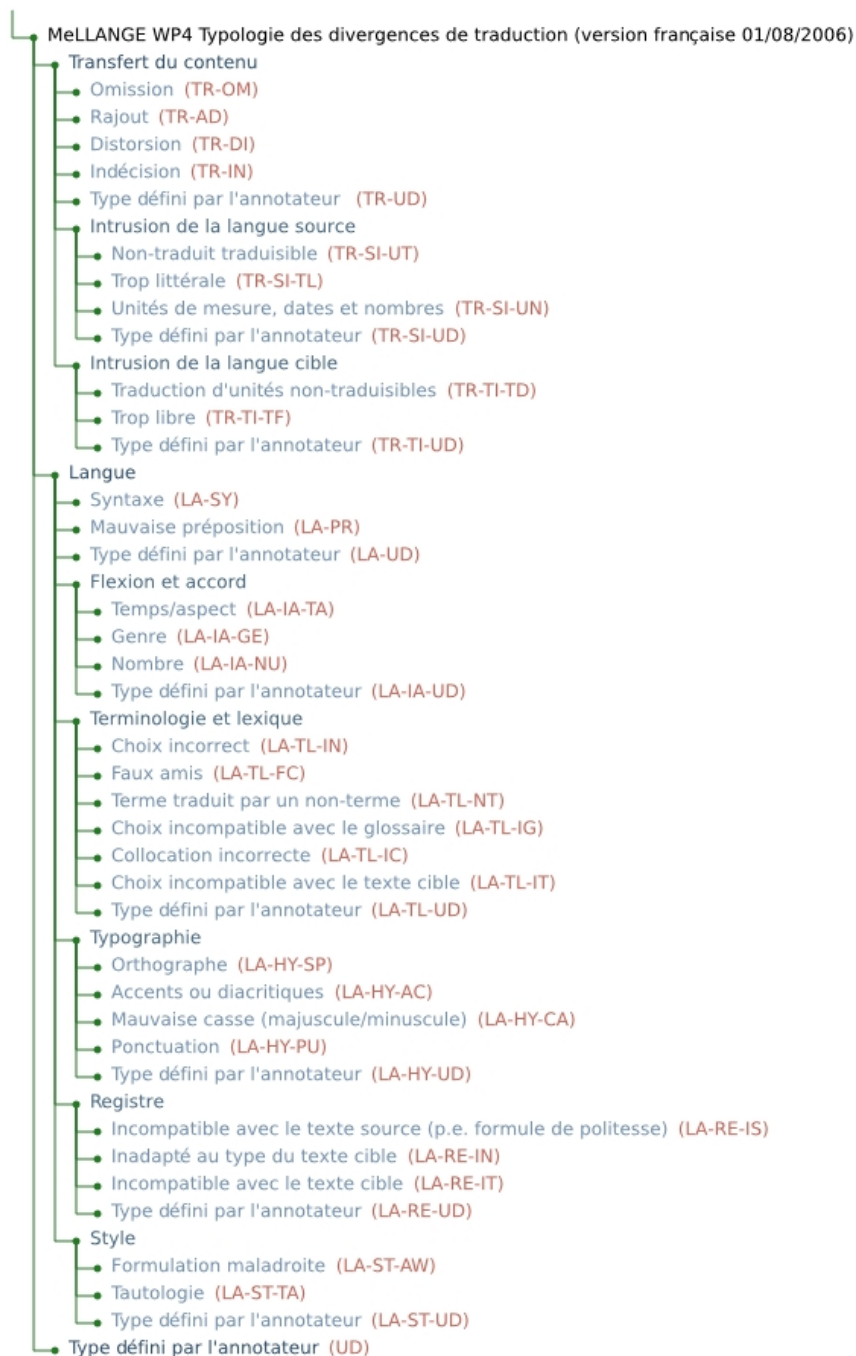 MeLLANGE WP4 Typologie des divergences de traduction (version française 01/08/2006)
Transfert du contenu
Omission (TR-OM)
Rajout (TR-AD)
Distorsion (TR-DI)
Indécision (TR-IN)
Type défini par l'annotateur (TR-UD)
Intrusion de la langue source
Non-traduit traduisible (TR-SI-UT)
Trop littérale (TR-SI-TL)
Unités de mesure, dates et nombres (TR-SI-UN)
Type défini par l'annotateur (TR-SI-UD)
Intrusion de la langue cible
Traduction d'unités non-traduisibles (TR-TI-TD)
Trop libre (TR-TI-TF)
Type défini par l'annotateur (TR-TI-UD)
Langue
Syntaxe (LA-SY)
Mauvaise préposition (LA-PR)
Type défini par l'annotateur (LA-UD)
Flexion et accord
Temps/aspect (LA-IA-TA)
Genre (LA-IA-GE)
Nombre (LA-IA-NU)
Type défini par l'annotateur (LA-IA-UD)
Terminologie et lexique
Choix incorrect (LA-TL-IN)
Faux amis (LA-TL-FC)
Terme traduit par un non-terme (LA-TL-NT)
Choix incompatible avec le glossaire (LA-TL-IG)
Collocation incorrecte (LA-TL-IC)
Choix incompatible avec le texte cible (LA-TL-IT)
Type défini par l'annotateur (LA-TL-UD)
Typographie
Orthographe (LA-HY-SP)
Accents ou diacritiques (LA-HY-AC)
Mauvaise casse (majuscule/minuscule) (LA-HY-CA)
Ponctuation (LA-HY-PU)
Type défini par l'annotateur (LA-HY-UD)
Registre
Incompatible avec le texte source (p.e. formule de politesse) (LA-RE-IS)
Inadapté au type du texte cible (LA-RE-IN)
Incompatible avec le texte cible (LA-RE-IT)
Type défini par l'annotateur (LA-RE-UD)
Style
Formulation maladroite (LA-ST-AW)
Tautologie (LA-ST-TA)
Type défini par l'annotateur (LA-ST-UD)
Type défini par l'annotateur (UD)